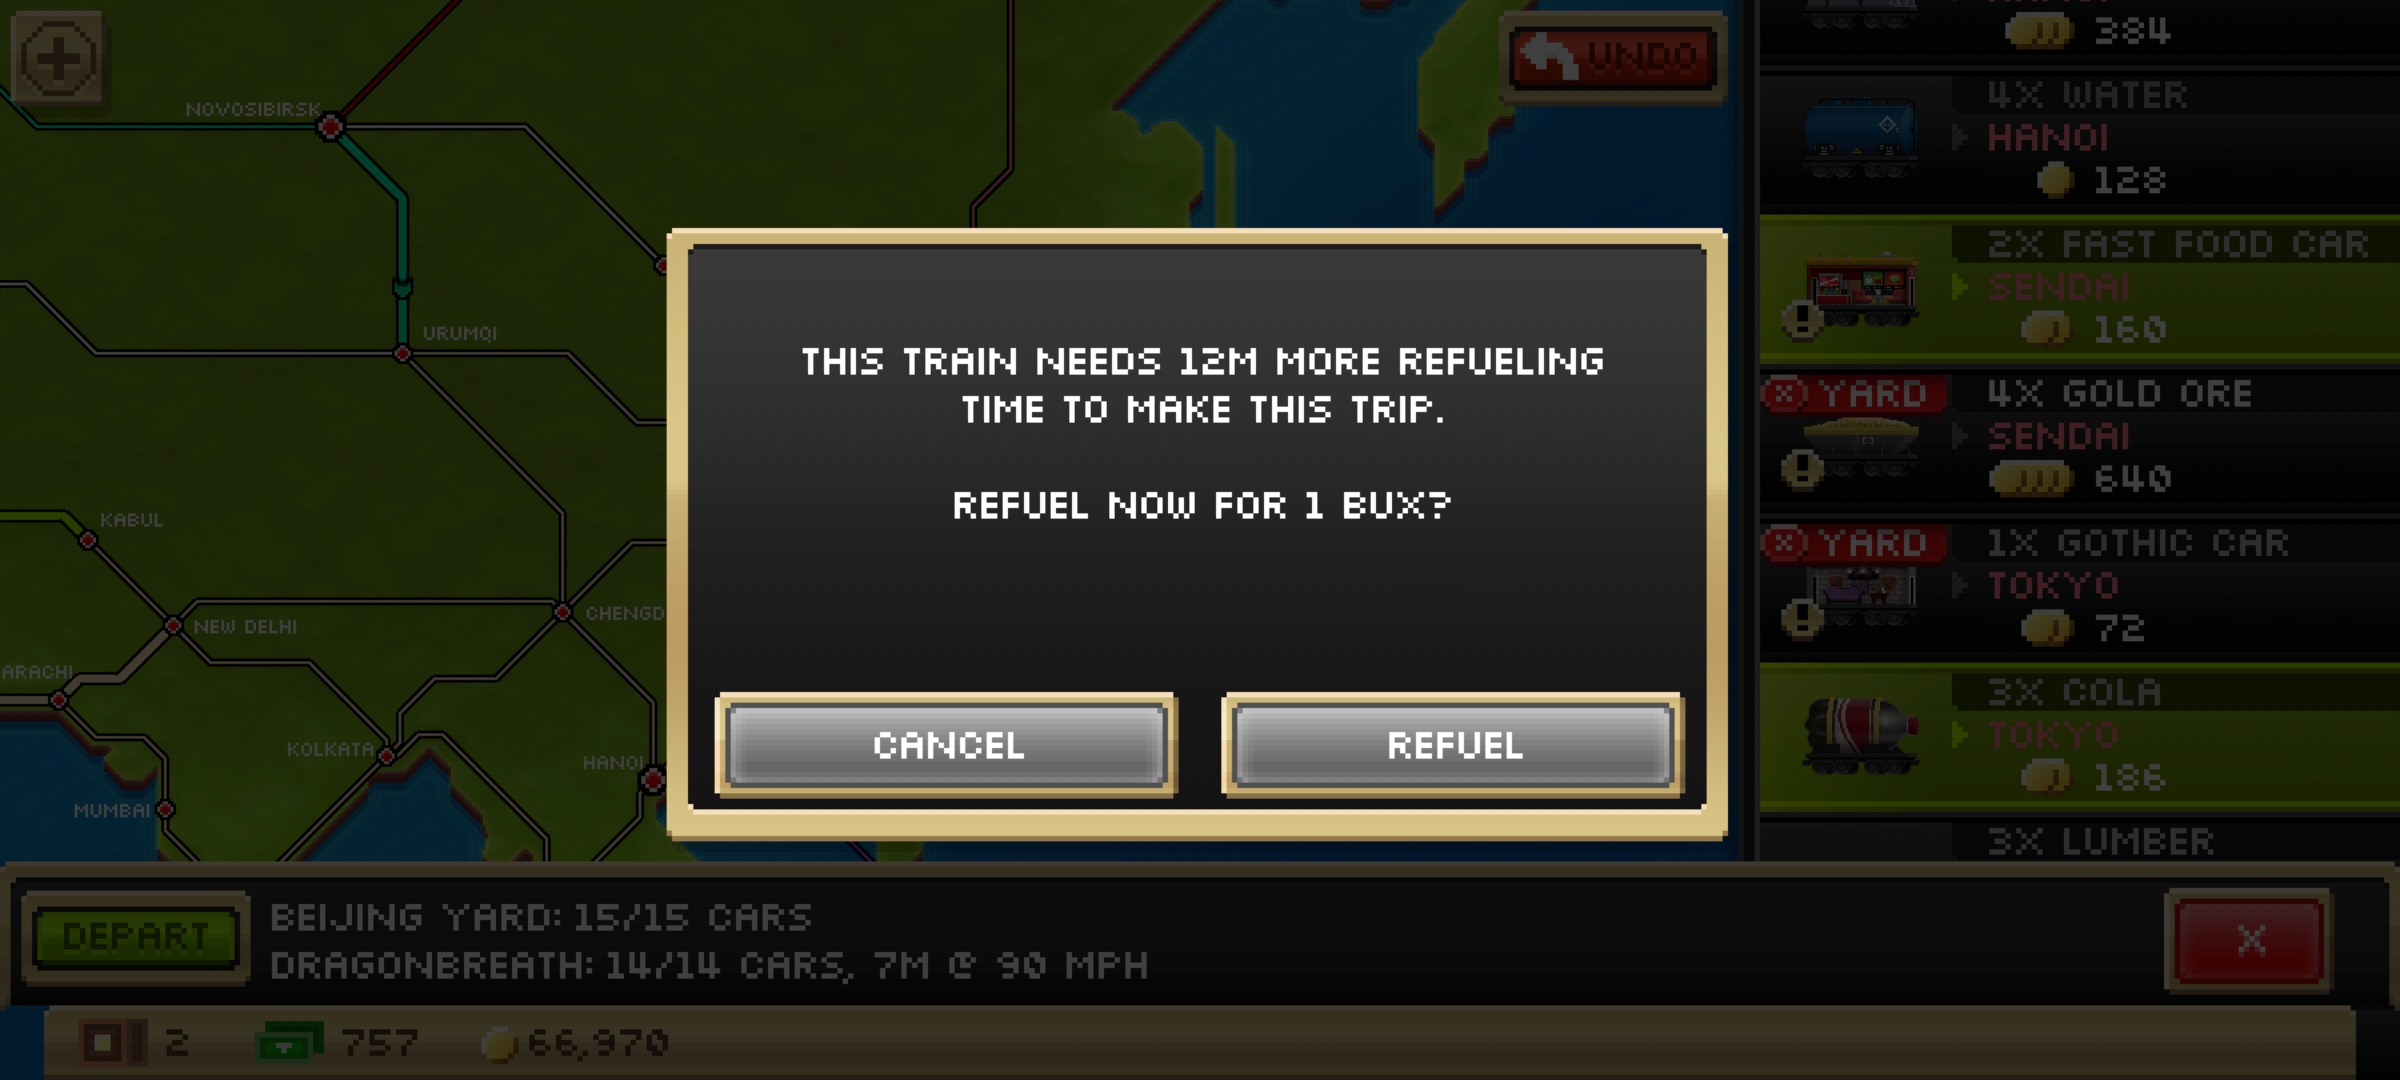 NOVOSIBIRSK
URUMQI
KABUL
NEW DELHI
CHENGD
ARACHI
KOLKATA
HANOI
MUMBAI
UNDO
384
4X WATER
HANOI
128
2X FAST FOOD CAR
SENDAI
160
YARD
4X GOLD ORE
SENDAI
640
YARD
1X GOTHIC CAR
TOKYO
72
3X COLA
TOKYO
186
3X LUMBER
THIS TRAIN NEEDS 12M MORE REFUELING
TIME TO MAKE THIS TRIP.
REFUEL NOW FOR 1 BUX?
CANCEL
REFUEL
DEPART
BEIJING YARD: 15/15 CARS
DRAGONBREATH: 14/14 CARS, 7M @ 90 MPH
X
2
757
66,970